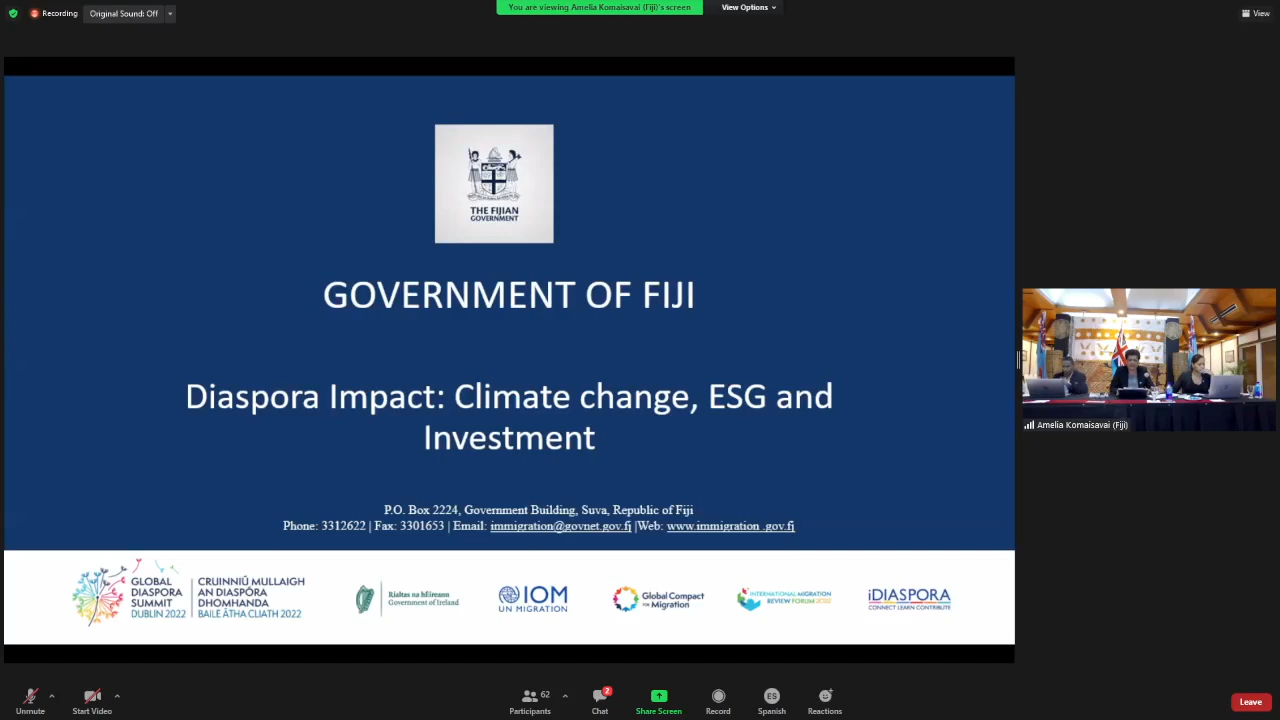 Recording
Original Sound: Off
You are viewing Amelia Komaisavai (Fiji)'s screen
View Options
View
THE FIJIAN
GOVERNMENT
GOVERNMENT OF FIJI
Diaspora Impact: Climate change, ESG and
Investment
P.O. Box 2224, Government Building, Suva, Republic of Fiji
Phone: 3312622 | Fax: 3301653 | Email: immigration@govnet.gov.fj |Web: www.immigration .gov.fj
Amelia Komaisavai (Fiji)
GLOBAL
DIASPORA
SUMMIT
DUBLIN 2022
CRUINNIÚ MULLAIGH
AN DIASPÓRA
DHOMHANDA
BAILE ÁTHA CLIATH 2022
Rialtas na hÉireann
Government of Ireland
IOM
UN MIGRATION
Global Compact
FOR Migration
INTERNATIONAL MIGRATION
REVIEW FORUM 2022
iDIASPORA
CONNECT LEARN CONTRIBUTE
Unmute
Start Video
62
Participants
2
Chat
Share Screen
Record
ES
Spanish
Reactions
Leave